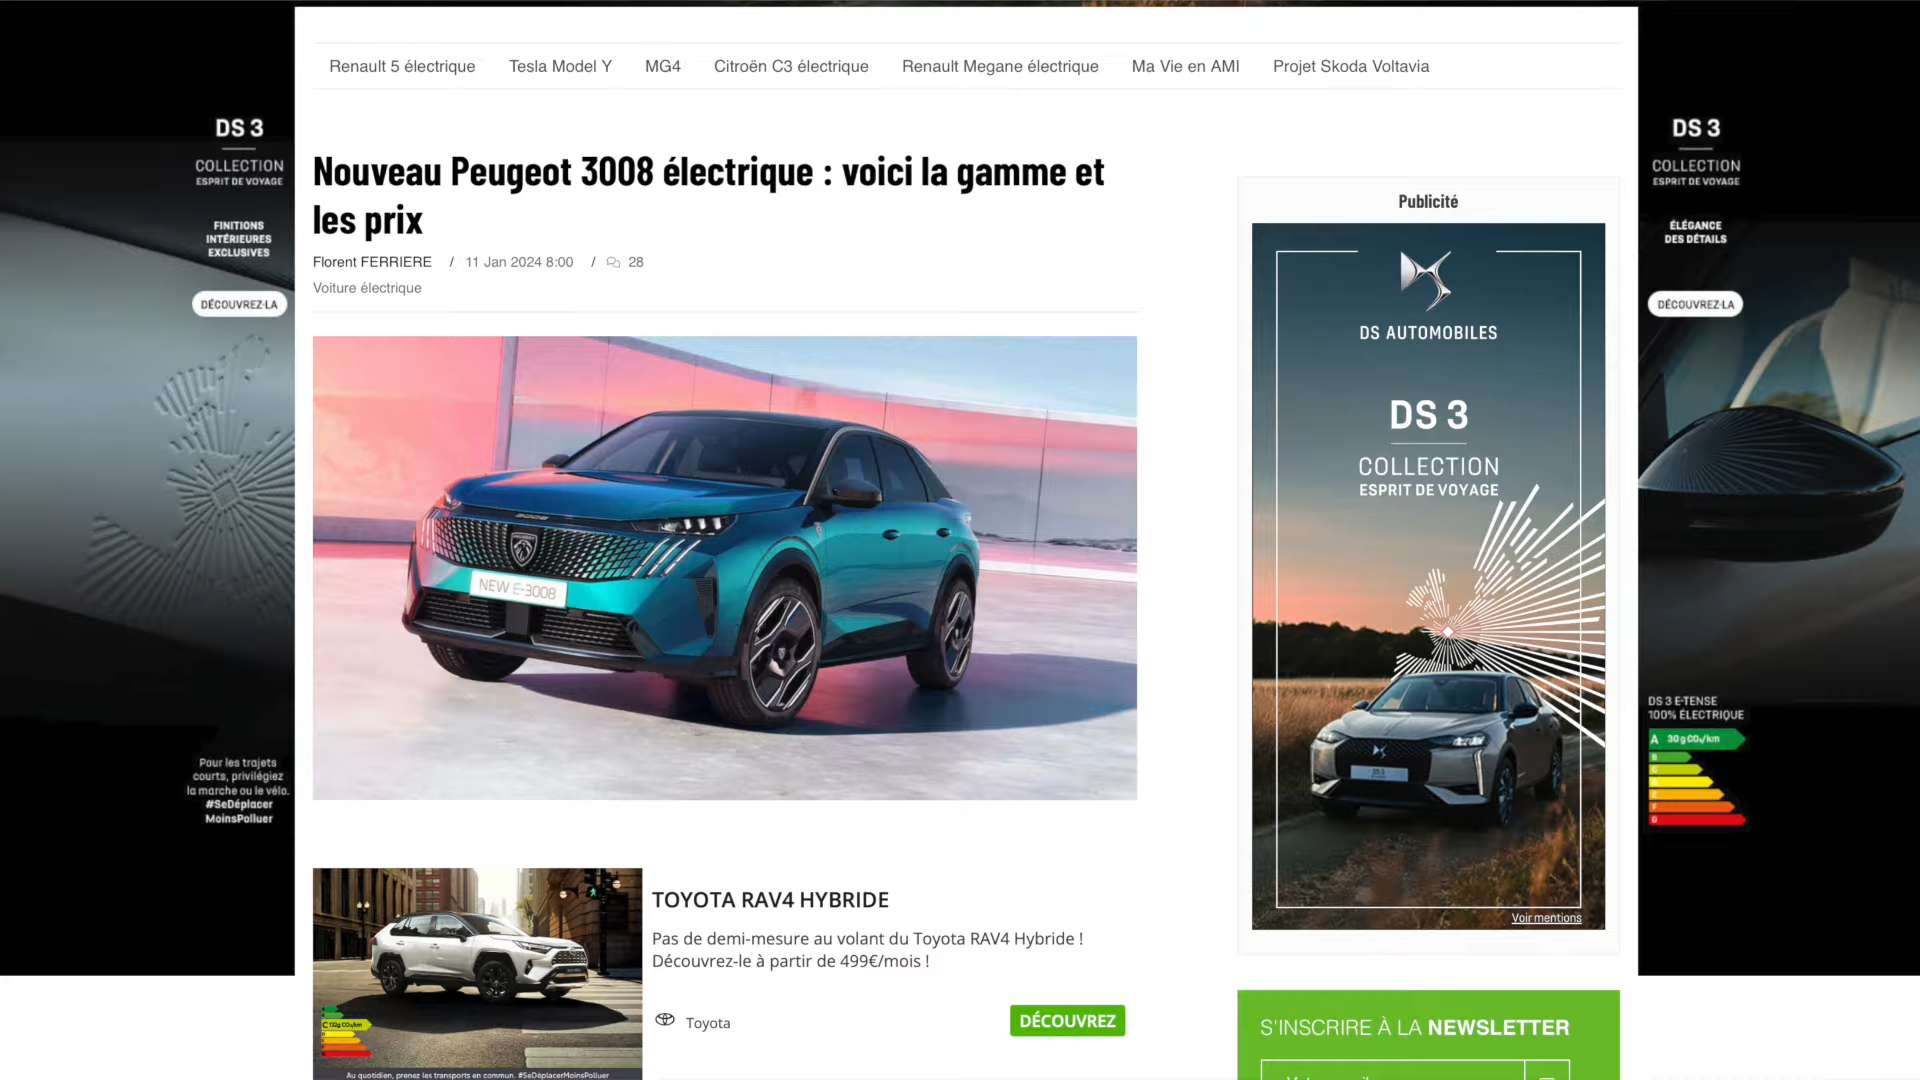 Renault 5 électrique
Tesla Model Y
MG4
Citroën C3 électrique
Renault Megane électrique
Ma Vie en AMI
Projet Skoda Voltavia
DS 3
COLLECTION
ESPRIT DE VOYAGE
FINITIONS
INTÉRIEURES
EXCLUSIVES
DÉCOUVREZ-LA
Pour les trajets
courts, privilégiez
la marche ou le vélo.
#SeDéplacer
MoinsPolluer
Nouveau Peugeot 3008 électrique : voici la gamme et
les prix
Florent FERRIERE / 11 Jan 2024 8:00 / 28
Voiture électrique
NEW E-3008
TOYOTA RAV4 HYBRIDE
Pas de demi-mesure au volant du Toyota RAV4 Hybride !
Découvrez-le à partir de 499€/mois !
Toyota
DÉCOUVREZ
C 132g CO₂/km
Au quotidien, prenez les transports en commun. #SeDéplacerMoinsPolluer
Publicité
DS AUTOMOBILES
DS 3
COLLECTION
ESPRIT DE VOYAGE
Voir mentions
S'INSCRIRE À LA NEWSLETTER
DS 3
COLLECTION
ESPRIT DE VOYAGE
ÉLÉGANCE
DES DÉTAILS
DÉCOUVREZ-LA
DS 3 E-TENSE
100% ÉLECTRIQUE
A 30 g CO₂/km
B
C
D
E
F
G